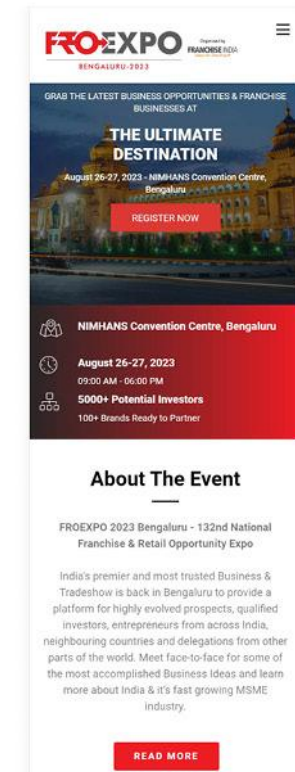 FROEXPO
BENGALURU-2023
Organised by
FRANCHISE INDIA
GRAB THE LATEST BUSINESS OPPORTUNITIES & FRANCHISE
BUSINESSES AT
THE ULTIMATE
DESTINATION
August 26-27, 2023 - NIMHANS Convention Centre,
Bengaluru
REGISTER NOW
NIMHANS Convention Centre, Bengaluru
August 26-27, 2023
09:00 AM - 06:00 PM
5000+ Potential Investors
100+ Brands Ready to Partner
About The Event
FROEXPO 2023 Bengaluru - 132nd National
Franchise & Retail Opportunity Expo
India's premier and most trusted Business &
Tradeshow is back in Bengaluru to provide a
platform for highly evolved prospects, qualified
investors, entrepreneurs from across India,
neighbouring countries and delegations from other
parts of the world. Meet face-to-face for some of
the most accomplished Business Ideas and learn
more about India & it's fast growing MSME
industry.
READ MORE